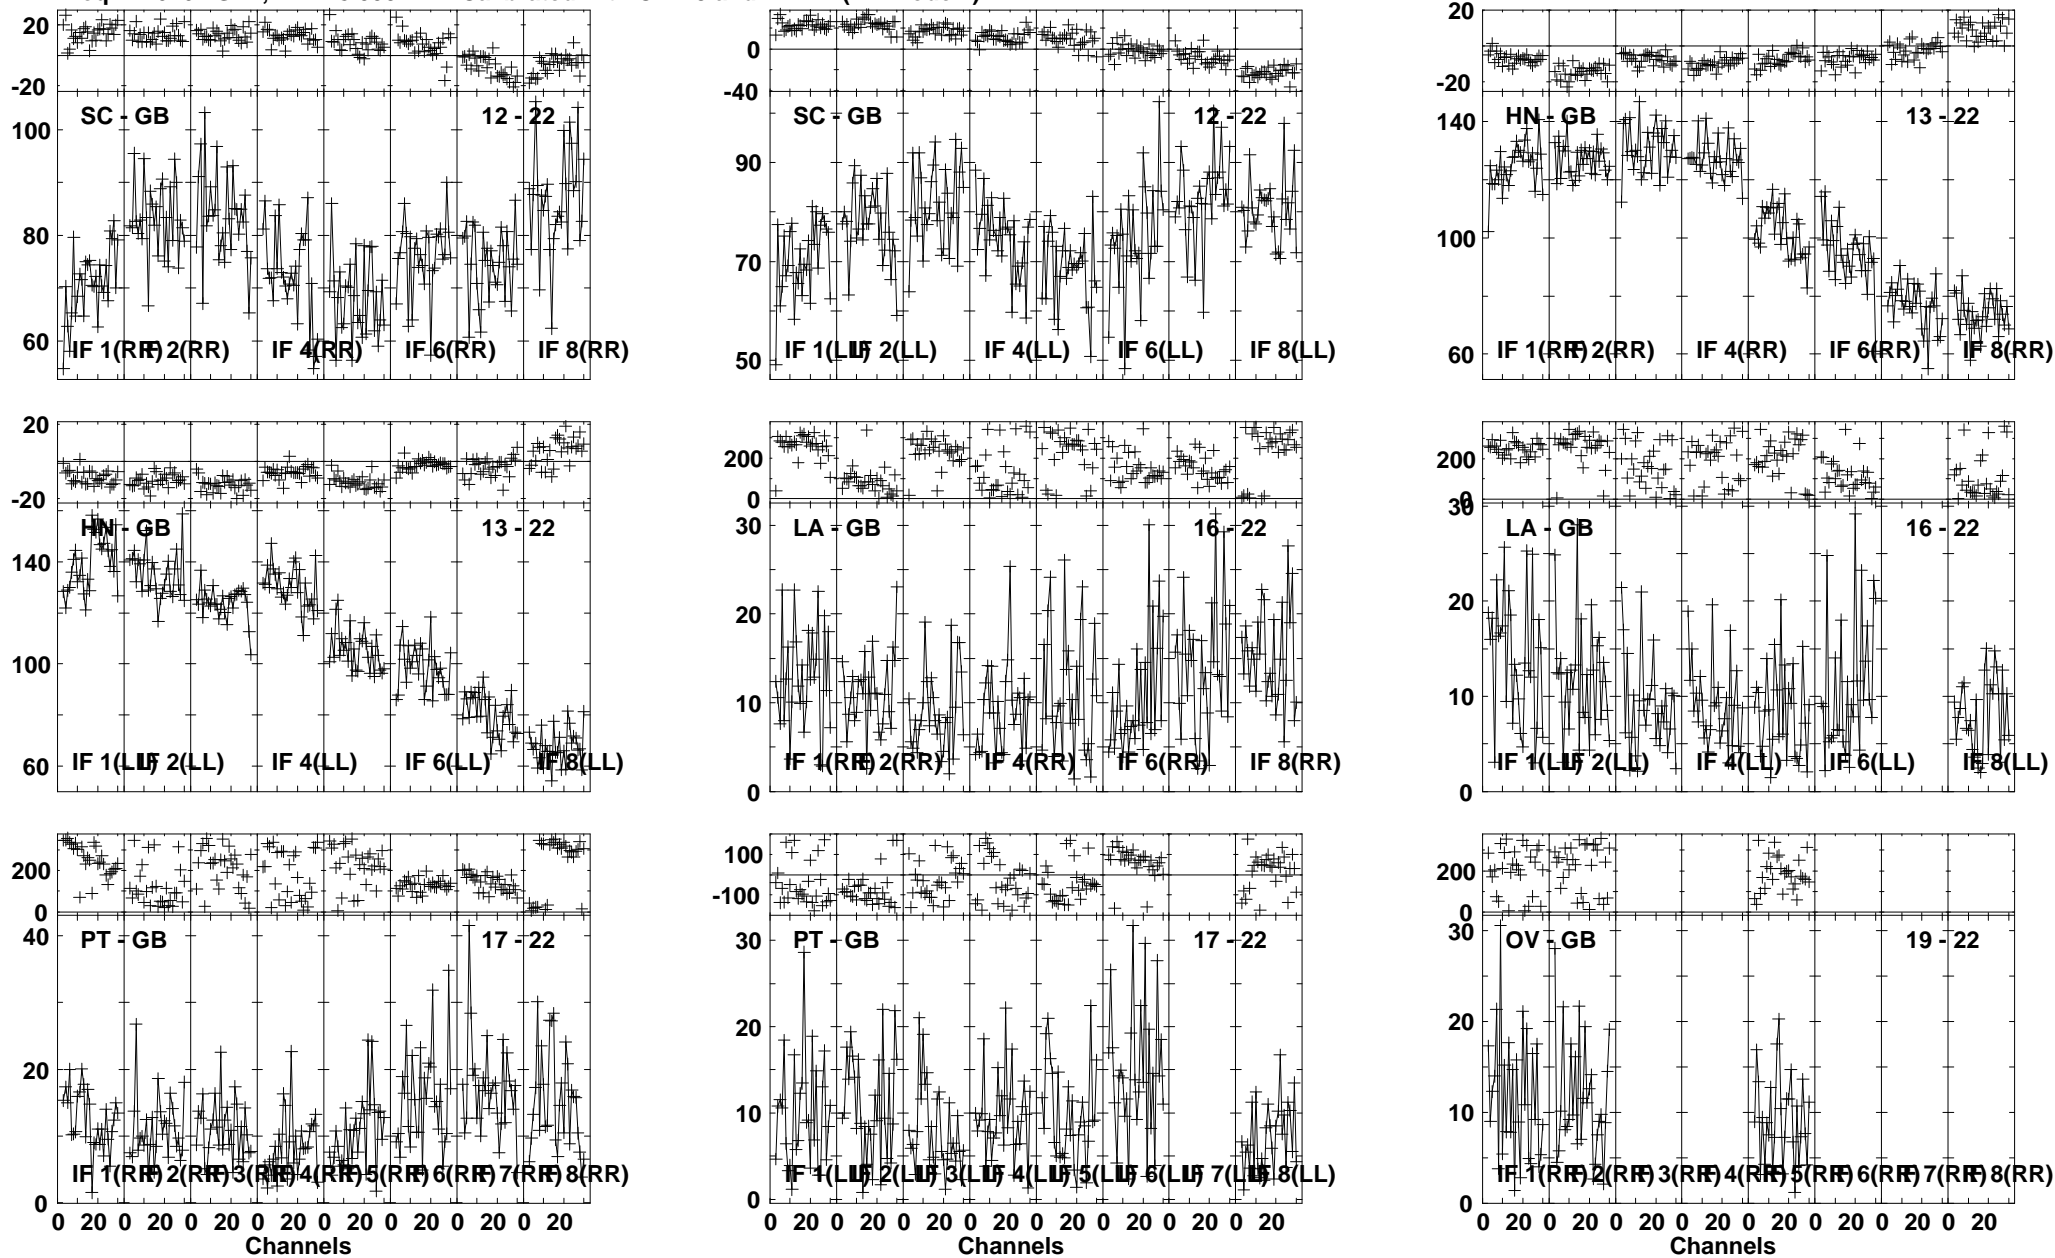 SC - GB 12 - 22
SC - GB 12 - 22
HN - GB 13 - 22
20
0
20
-20
-40
-20
100
80
60
90
70
50
140
100
60
IF 1(RR) IF 2(RR) IF 4(RR) IF 6(RR) IF 8(RR)
IF 1(LL) IF 2(LL) IF 4(LL) IF 6(LL) IF 8(LL)
IF 1(RR) IF 2(RR) IF 4(RR) IF 6(RR) IF 8(RR)
HN - GB 13 - 22
LA - GB 16 - 22
LA - GB 16 - 22
20
-20
200
0
200
0
140
100
60
30
20
10
0
30
20
10
0
IF 1(LL) IF 2(LL) IF 4(LL) IF 6(LL) IF 8(LL)
IF 1(RR) IF 2(RR) IF 4(RR) IF 6(RR) IF 8(RR)
IF 1(LL) IF 2(LL) IF 4(LL) IF 6(LL) IF 8(LL)
PT - GB 17 - 22
PT - GB 17 - 22
OV - GB 19 - 22
200
0
100
-100
200
0
40
20
0
30
20
10
0
30
20
10
0
IF 1(RR) IF 2(RR) IF 3(RR) IF 4(RR) IF 5(RR) IF 6(RR) IF 7(RR) IF 8(RR)
IF 1(LL) IF 2(LL) IF 3(LL) IF 4(LL) IF 5(LL) IF 6(LL) IF 7(LL) IF 8(LL)
IF 1(RR) IF 2(RR) IF 3(RR) IF 4(RR) IF 5(RR) IF 6(RR) IF 7(RR) IF 8(RR)
0 20 0 20 0 20 0 20 0 20 0 20 0 20 0 20
0 20 0 20 0 20 0 20 0 20 0 20 0 20 0 20
0 20 0 20 0 20 0 20 0 20 0 20 0 20 0 20
Channels
Channels